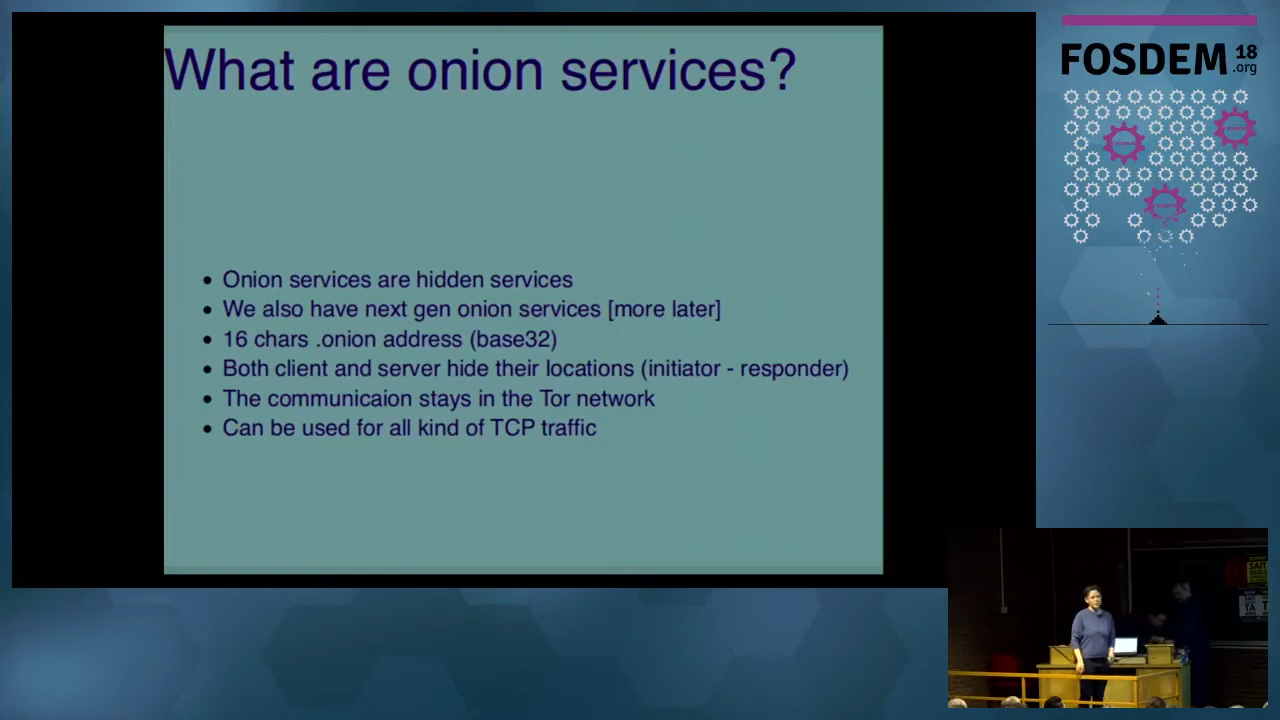 What are onion services?
• Onion services are hidden services
• We also have next gen onion services [more later]
• 16 chars .onion address (base32)
• Both client and server hide their locations (initiator - responder)
• The communicaion stays in the Tor network
• Can be used for all kind of TCP traffic
FOSDEM 18
.org